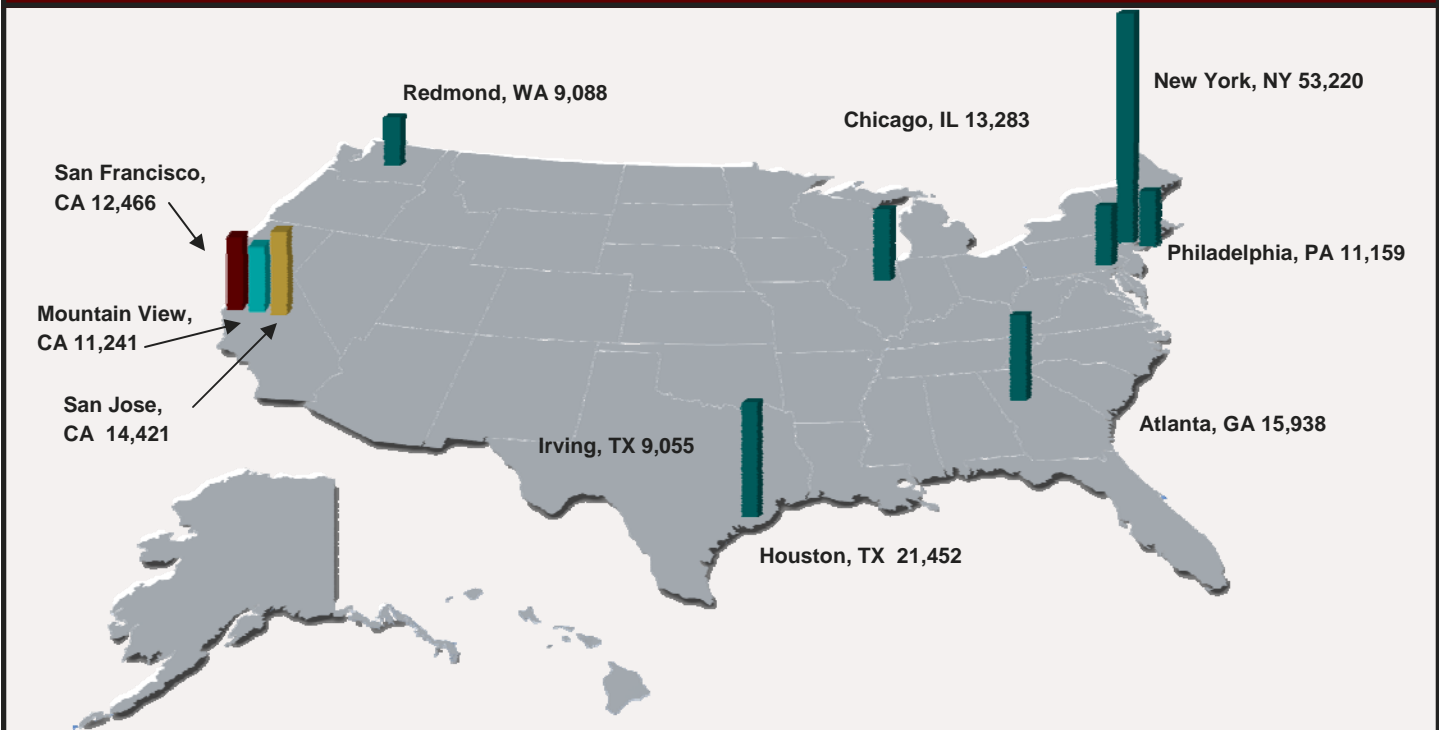 Redmond, WA 9,088
New York, NY 53,220
Chicago, IL 13,283
San Francisco,
CA 12,466
Philadelphia, PA 11,159
Mountain View,
CA 11,241
San Jose,
CA 14,421
Atlanta, GA 15,938
Irving, TX 9,055
Houston, TX 21,452